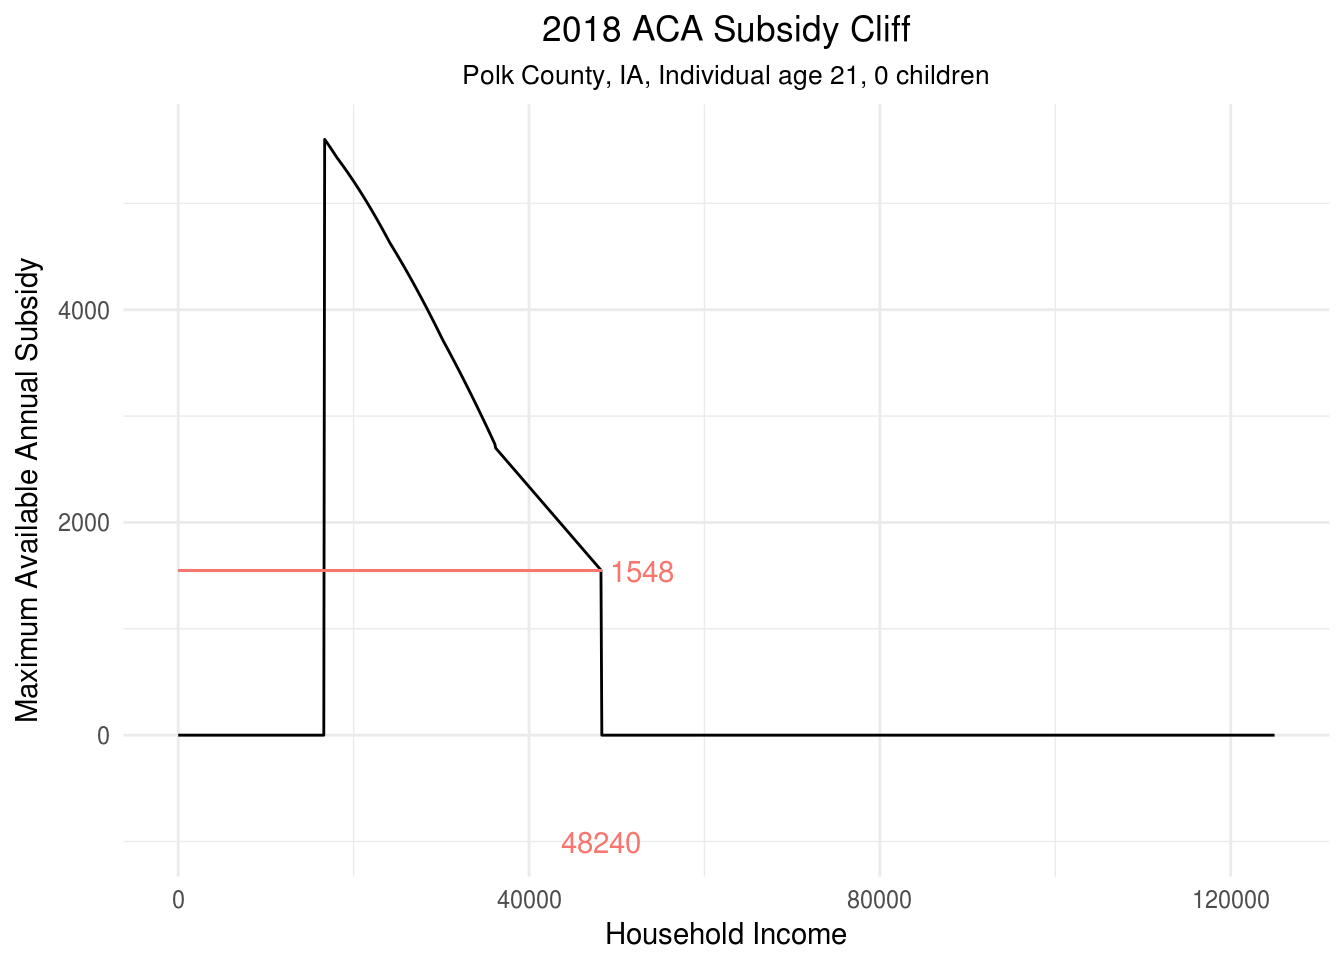 2018 ACA Subsidy Cliff
Polk County, IA, Individual age 21, 0 children
Maximum Available Annual Subsidy
4000
2000
0
1548
48240
0
40000
80000
120000
Household Income